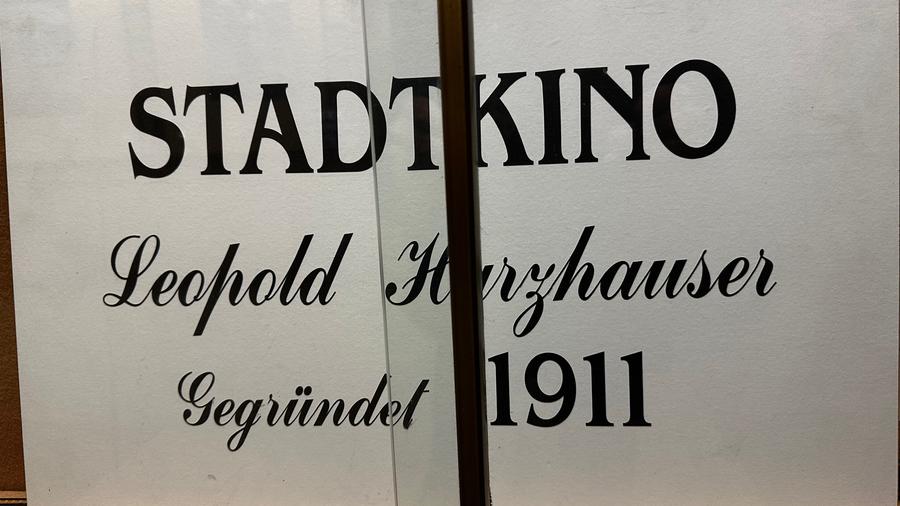 STADTKINO
Leopold Harzhauser
Gegründet 1911